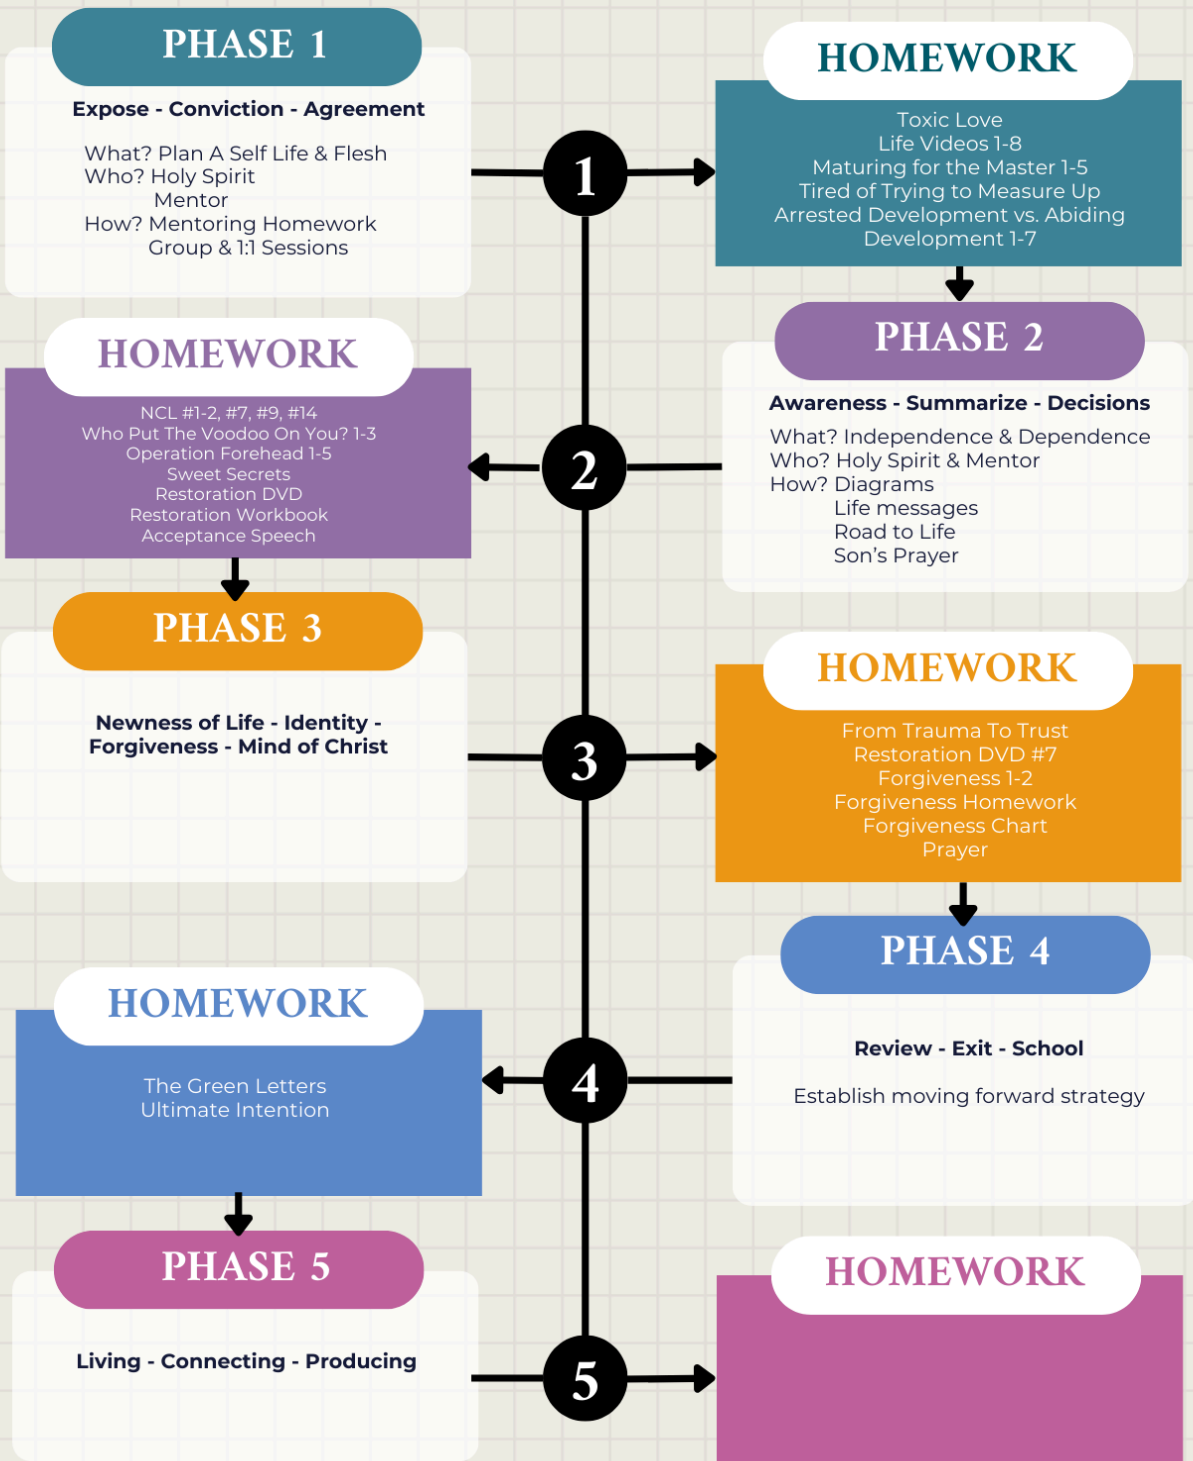 PHASE 1
Expose - Conviction - Agreement
What? Plan A Self Life & Flesh
Who? Holy Spirit
Mentor
How? Mentoring Homework
Group & 1:1 Sessions
1
HOMEWORK
Toxic Love
Life Videos 1-8
Maturing for the Master 1-5
Tired of Trying to Measure Up
Arrested Development vs. Abiding
Development 1-7
PHASE 2
Awareness - Summarize - Decisions
What? Independence & Dependence
Who? Holy Spirit & Mentor
How? Diagrams
Life messages
Road to Life
Son's Prayer
2
HOMEWORK
NCL #1-2, #7, #9, #14
Who Put The Voodoo On You? 1-3
Operation Forehead 1-5
Sweet Secrets
Restoration DVD
Restoration Workbook
Acceptance Speech
PHASE 3
Newness of Life - Identity -
Forgiveness - Mind of Christ
3
HOMEWORK
From Trauma To Trust
Restoration DVD #7
Forgiveness 1-2
Forgiveness Homework
Forgiveness Chart
Prayer
PHASE 4
Review - Exit - School
Establish moving forward strategy
4
HOMEWORK
The Green Letters
Ultimate Intention
PHASE 5
Living - Connecting - Producing
5
HOMEWORK